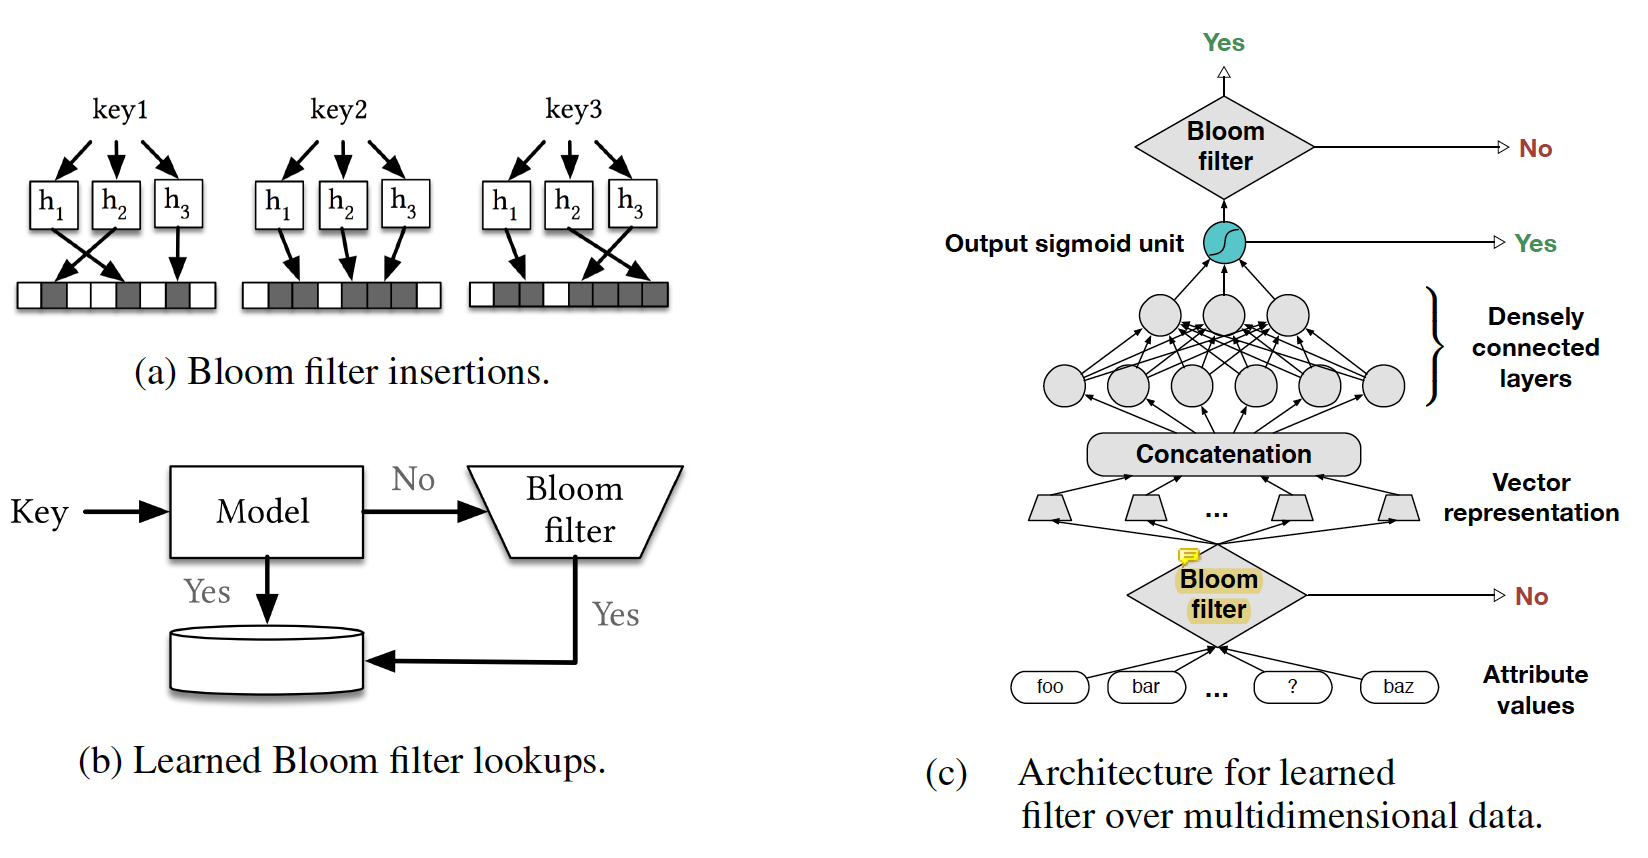 key1
key2
key3
h1
h2
h3
h1
h2
h3
h1
h2
h3
(a) Bloom filter insertions.
Key
Model
No
Bloom
filter
Yes
Yes
(b) Learned Bloom filter lookups.
Yes
Bloom
filter
No
Output sigmoid unit
Yes
Densely
connected
layers
Concatenation
...
Vector
representation
Bloom
filter
No
foo
bar
...
?
baz
Attribute
values
(c) Architecture for learned
filter over multidimensional data.